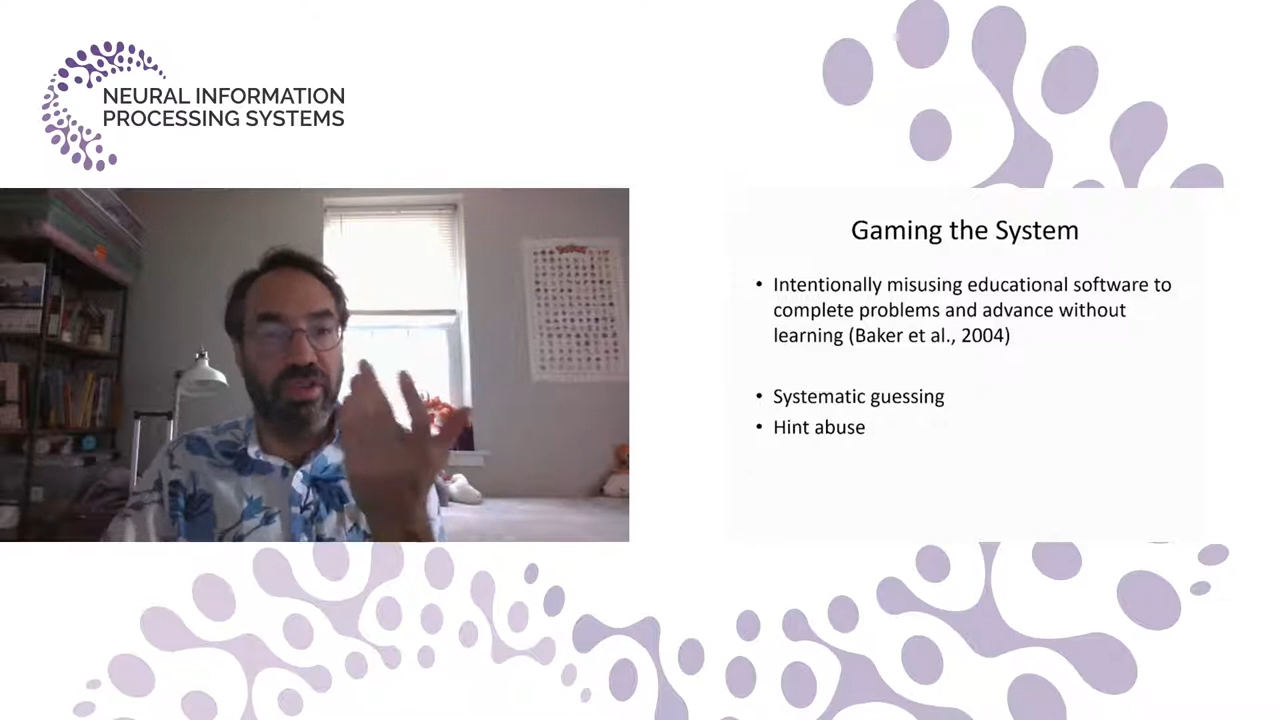 NEURAL INFORMATION
PROCESSING SYSTEMS
Gaming the System
• Intentionally misusing educational software to
complete problems and advance without
learning (Baker et al., 2004)
• Systematic guessing
• Hint abuse